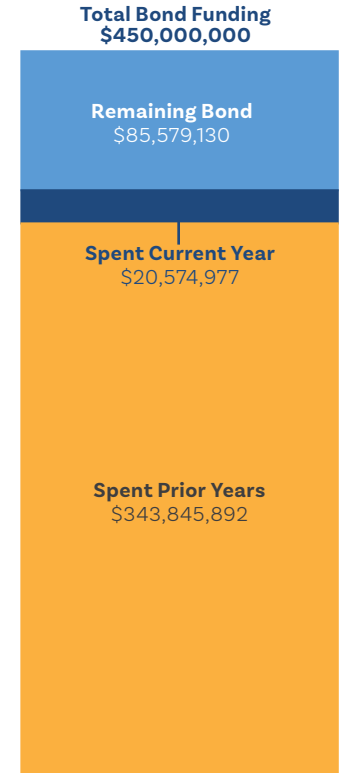 Total Bond Funding
$450,000,000
Remaining Bond
$85,579,130
Spent Current Year
$20,574,977
Spent Prior Years
$343,845,892